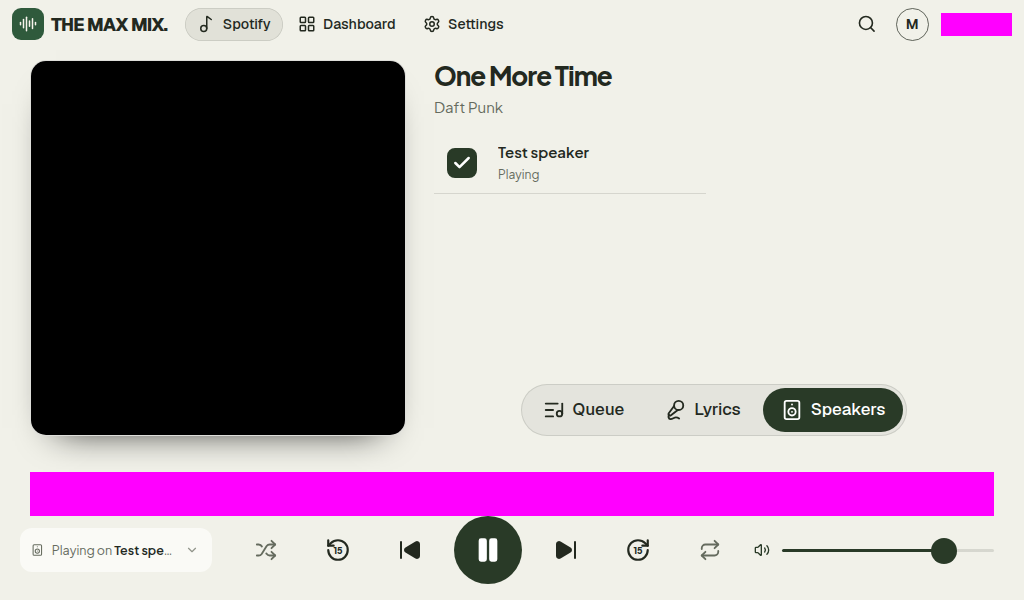 THE MAX MIX.
Spotify
Dashboard
Settings
M
One More Time
Daft Punk
Test speaker
Playing
Queue
Lyrics
Speakers
Playing on Test spe...
15
15